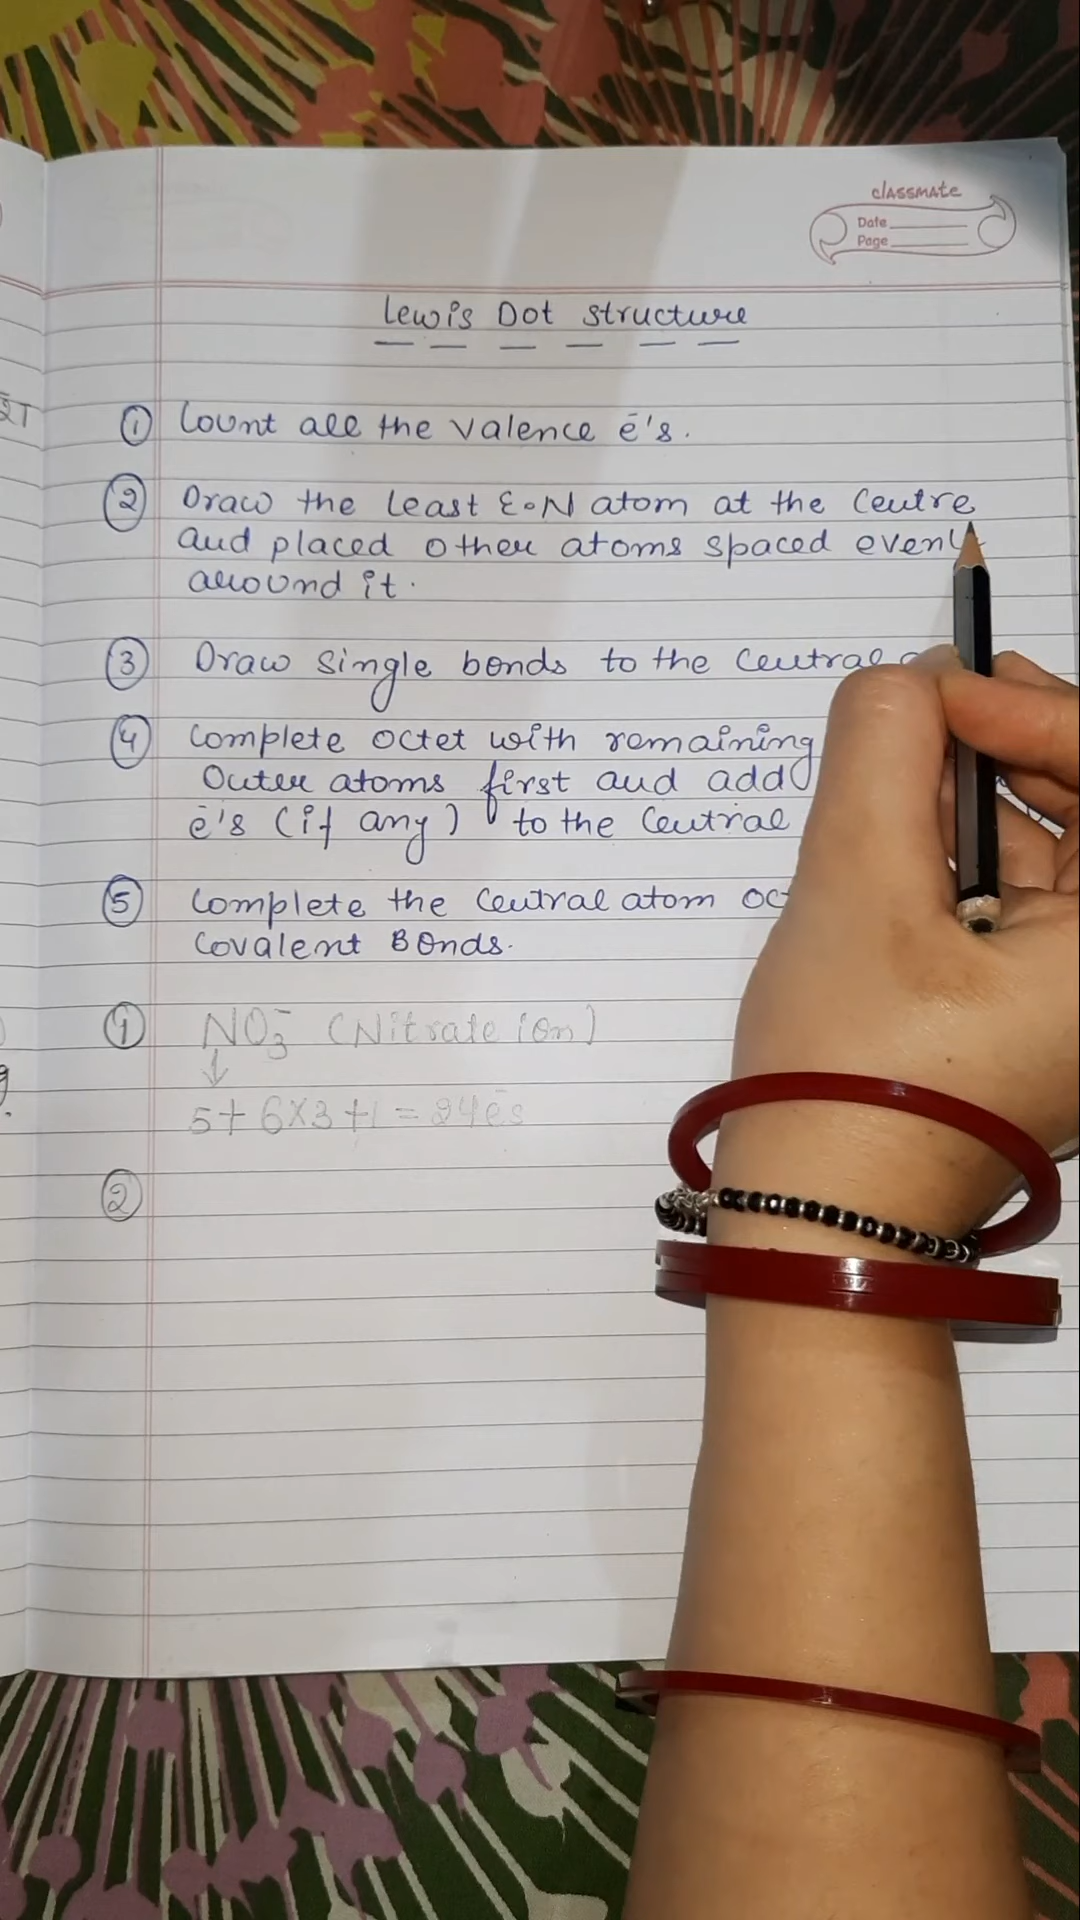 classmate
Date
Page
Lewis Dot Structure
① Count all the valence ē's.
② Draw the least E.N atom at the centre
and placed other atoms spaced evenl
around it.
③ Draw single bonds to the central
④ Complete octet with remaining
Outer atoms first and add
ē's (if any) to the central
⑤ Complete the central atom oct
Covalent Bonds.
① NO₃⁻ (Nitrate ion)
↓
5+ 6×3+1 = 24ēs
②